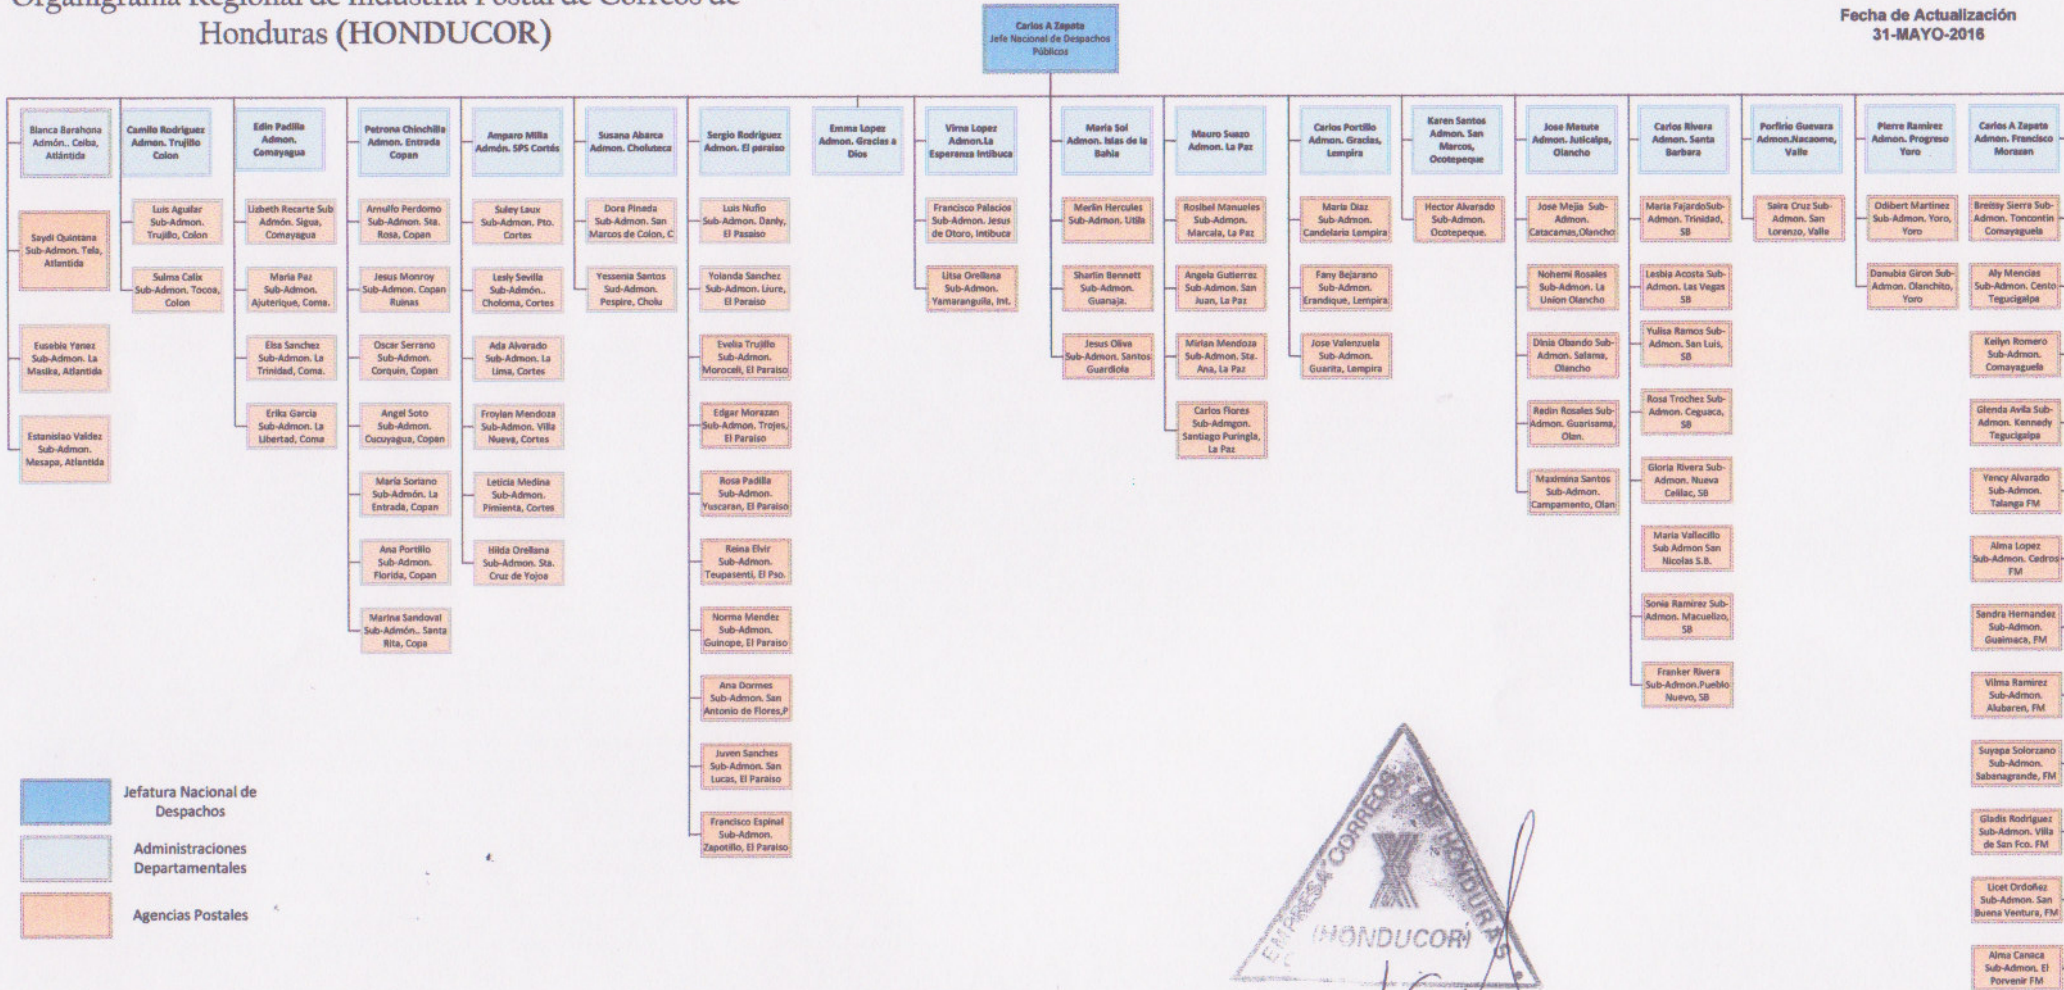 Organigrama Regional de Industria Postal de Correos de
Honduras (HONDUCOR)
Carlos A Zapata
Jefe Nacional de Despachos
Públicos
Fecha de Actualización
31-MAYO-2016
Blanca Barahona
Admón.. Ceiba,
Atlántida
Camilo Rodriguez
Admon. Trujillo
Colon
Edin Padilla
Admon.
Comayagua
Petrona Chinchilla
Admon. Entrada
Copan
Amparo Milla
Admón. SPS Cortés
Susana Abarca
Admon. Choluteca
Sergio Rodriguez
Admon. El paraiso
Emma Lopez
Admon. Gracias a
Dios
Virna Lopez
Admon.La
Esperanza Intibuca
Maria Sol
Admon. Islas de la
Bahia
Mauro Suazo
Admon. La Paz
Carlos Portillo
Admon. Gracias,
Lempira
Karen Santos
Admon. San
Marcos,
Ocotepeque
Jose Matute
Admon. Juticalpa,
Olancho
Carlos Rivera
Admon. Santa
Barbara
Porfirio Guevara
Admon.Nacaome,
Valle
Pierre Ramirez
Admon. Progreso
Yoro
Carlos A Zapata
Admon. Francisco
Morazan
Saydi Quintana
Sub-Admon. Tela,
Atlantida
Eusebia Yanez
Sub-Admon. La
Masika, Atlantida
Estanislao Valdez
Sub-Admon.
Mesapa, Atlantida
Luis Aguilar
Sub-Admon.
Trujillo, Colon
Sulma Calix
Sub-Admon. Tocoa,
Colon
Lizbeth Recarte Sub
Admón. Sigua,
Comayagua
Maria Paz
Sub-Admon.
Ajuterique, Coma.
Elsa Sanchez
Sub-Admon. La
Trinidad, Coma.
Erika Garcia
Sub-Admon. La
Libertad, Coma
Arnulfo Perdomo
Sub-Admon. Sta.
Rosa, Copan
Jesus Monroy
Sub-Admon. Copan
Ruinas
Oscar Serrano
Sub-Admon.
Corquin, Copan
Angel Soto
Sub-Admon.
Cucuyagua, Copan
María Soriano
Sub-Admón. La
Entrada, Copan
Ana Portillo
Sub-Admon.
Florida, Copan
Marina Sandoval
Sub-Admón.. Santa
Rita, Copa
Suley Laux
Sub-Admon. Pto.
Cortes
Lesly Sevilla
Sub-Admón..
Choloma, Cortes
Ada Alvarado
Sub-Admon. La
Lima, Cortes
Froylan Mendoza
Sub-Admon. Villa
Nueva, Cortes
Leticia Medina
Sub-Admon.
Pimienta, Cortes
Hilda Orellana
Sub-Admon. Sta.
Cruz de Yojoa
Dora Pineda
Sub-Admon. San
Marcos de Colon, C
Yessenia Santos
Sud-Admon.
Pespire, Cholu
Luis Nuño
Sub-Admon. Danly,
El Pasaiso
Yolanda Sanchez
Sub-Admon. Liure,
El Paraiso
Evelia Trujillo
Sub-Admon.
Moroceli, El Paraiso
Edgar Morazan
Sub-Admon. Trojes,
El Paraiso
Rosa Padilla
Sub-Admon.
Yuscaran, El Paraiso
Reina Elvir
Sub-Admon.
Teupasenti, El Pso.
Norma Mendez
Sub-Admon.
Guinope, El Paraiso
Ana Dormes
Sub-Admon. San
Antonio de Flores,P
Juven Sanches
Sub-Admon. San
Lucas, El Paraiso
Francisco Espinal
Sub-Admon.
Zapotillo, El Paraiso
Francisco Palacios
Sub-Admon. Jesus
de Otoro, Intibuca
Litsa Orellana
Sub-Admon.
Yamaranguila, Int.
Merlin Hercules
Sub-Admon. Utila
Sharlin Bennett
Sub-Admon.
Guanaja.
Jesus Oliva
Sub-Admon. Santos
Guardiola
Rosibel Manueles
Sub-Admon.
Marcala, La Paz
Angela Gutierrez
Sub-Admon. San
Juan, La Paz
Mirian Mendoza
Sub-Admon. Sta.
Ana, La Paz
Carlos Flores
Sub-Admgon.
Santiago Puringla,
La Paz
Maria Diaz
Sub-Admon.
Candelaria Lempira
Fany Bejarano
Sub-Admon.
Erandique, Lempira
Jose Valenzuela
Sub-Admon.
Guarita, Lempira
Hector Alvarado
Sub-Admon.
Ocotepeque.
Jose Mejia Sub-
Admon.
Catacamas,Olancho
Nohemi Rosales
Sub-Admon. La
Union Olancho
Dinia Obando Sub-
Admon. Salama,
Olancho
Redin Rosales Sub-
Admon. Guarisama,
Olan.
Maximina Santos
Sub-Admon.
Campamento, Olan
Maria FajardoSub-
Admon. Trinidad,
SB
Lesbia Acosta Sub-
Admon. Las Vegas
SB
Yulisa Ramos Sub-
Admon. San Luis,
SB
Rosa Trochez Sub-
Admon. Ceguaca,
SB
Gloria Rivera Sub-
Admon. Nueva
Celilac, SB
Maria Vallecillo
Sub Admon San
Nicolas S.B.
Sonia Ramirez Sub-
Admon. Macuelizo,
SB
Franker Rivera
Sub-Admon.Pueblo
Nuevo, SB
Saira Cruz Sub-
Admon. San
Lorenzo, Valle
Odibert Martinez
Sub-Admon. Yoro,
Yoro
Danubia Giron Sub-
Admon. Olanchito,
Yoro
Breissy Sierra Sub-
Admon. Toncontin
Comayaguela
Aly Mencias
Sub-Admon. Cento
Tegucigalpa
Keilyn Romero
Sub-Admon.
Comayaguela
Glenda Avila Sub-
Admon. Kennedy
Tegucigalpa
Yency Alvarado
Sub-Admon.
Talanga FM
Alma Lopez
Sub-Admon. Cedros
FM
Sandra Hernandez
Sub-Admon.
Guaimaca, FM
Vilma Ramirez
Sub-Admon.
Alubaren, FM
Suyapa Solorzano
Sub-Admon.
Sabanagrande, FM
Gladis Rodriguez
Sub-Admon. Villa
de San Fco. FM
Licet Ordoñez
Sub-Admon. San
Buena Ventura, FM
Alma Canaca
Sub-Admon. El
Porvenir FM
Jefatura Nacional de
Despachos
Administraciones
Departamentales
Agencias Postales
EMPRESA CORREOS DE HONDURAS
(HONDUCOR)